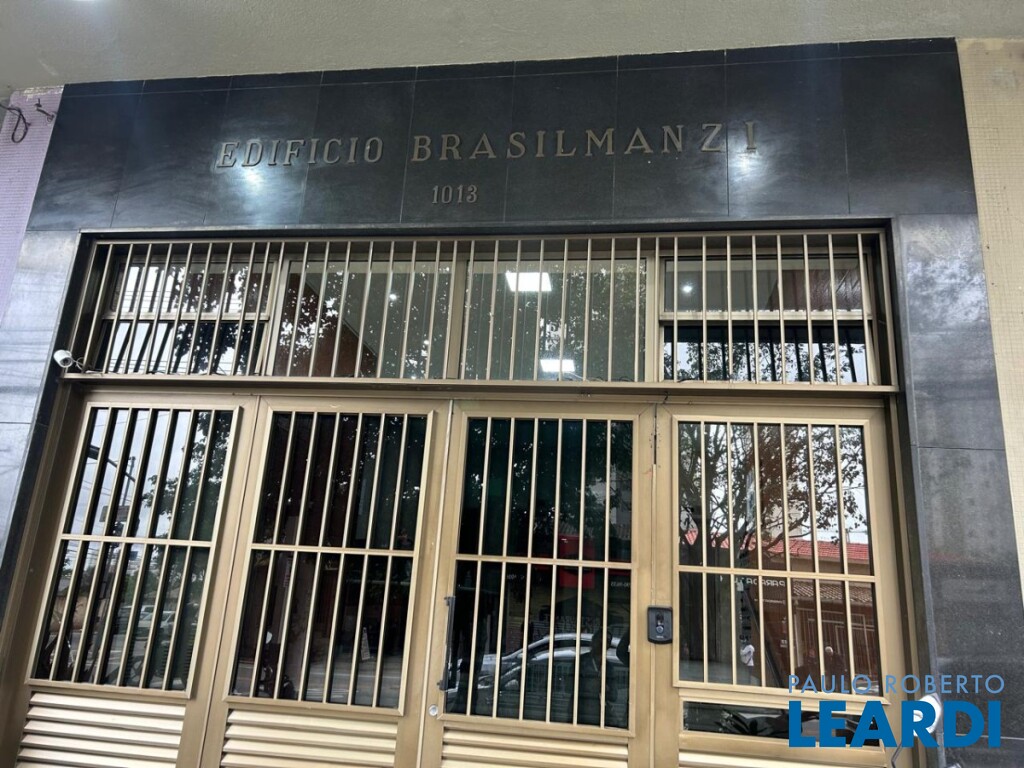 EDIFICIO BRASILMANZI
1013
PAULO ROBERTO
LEARDI